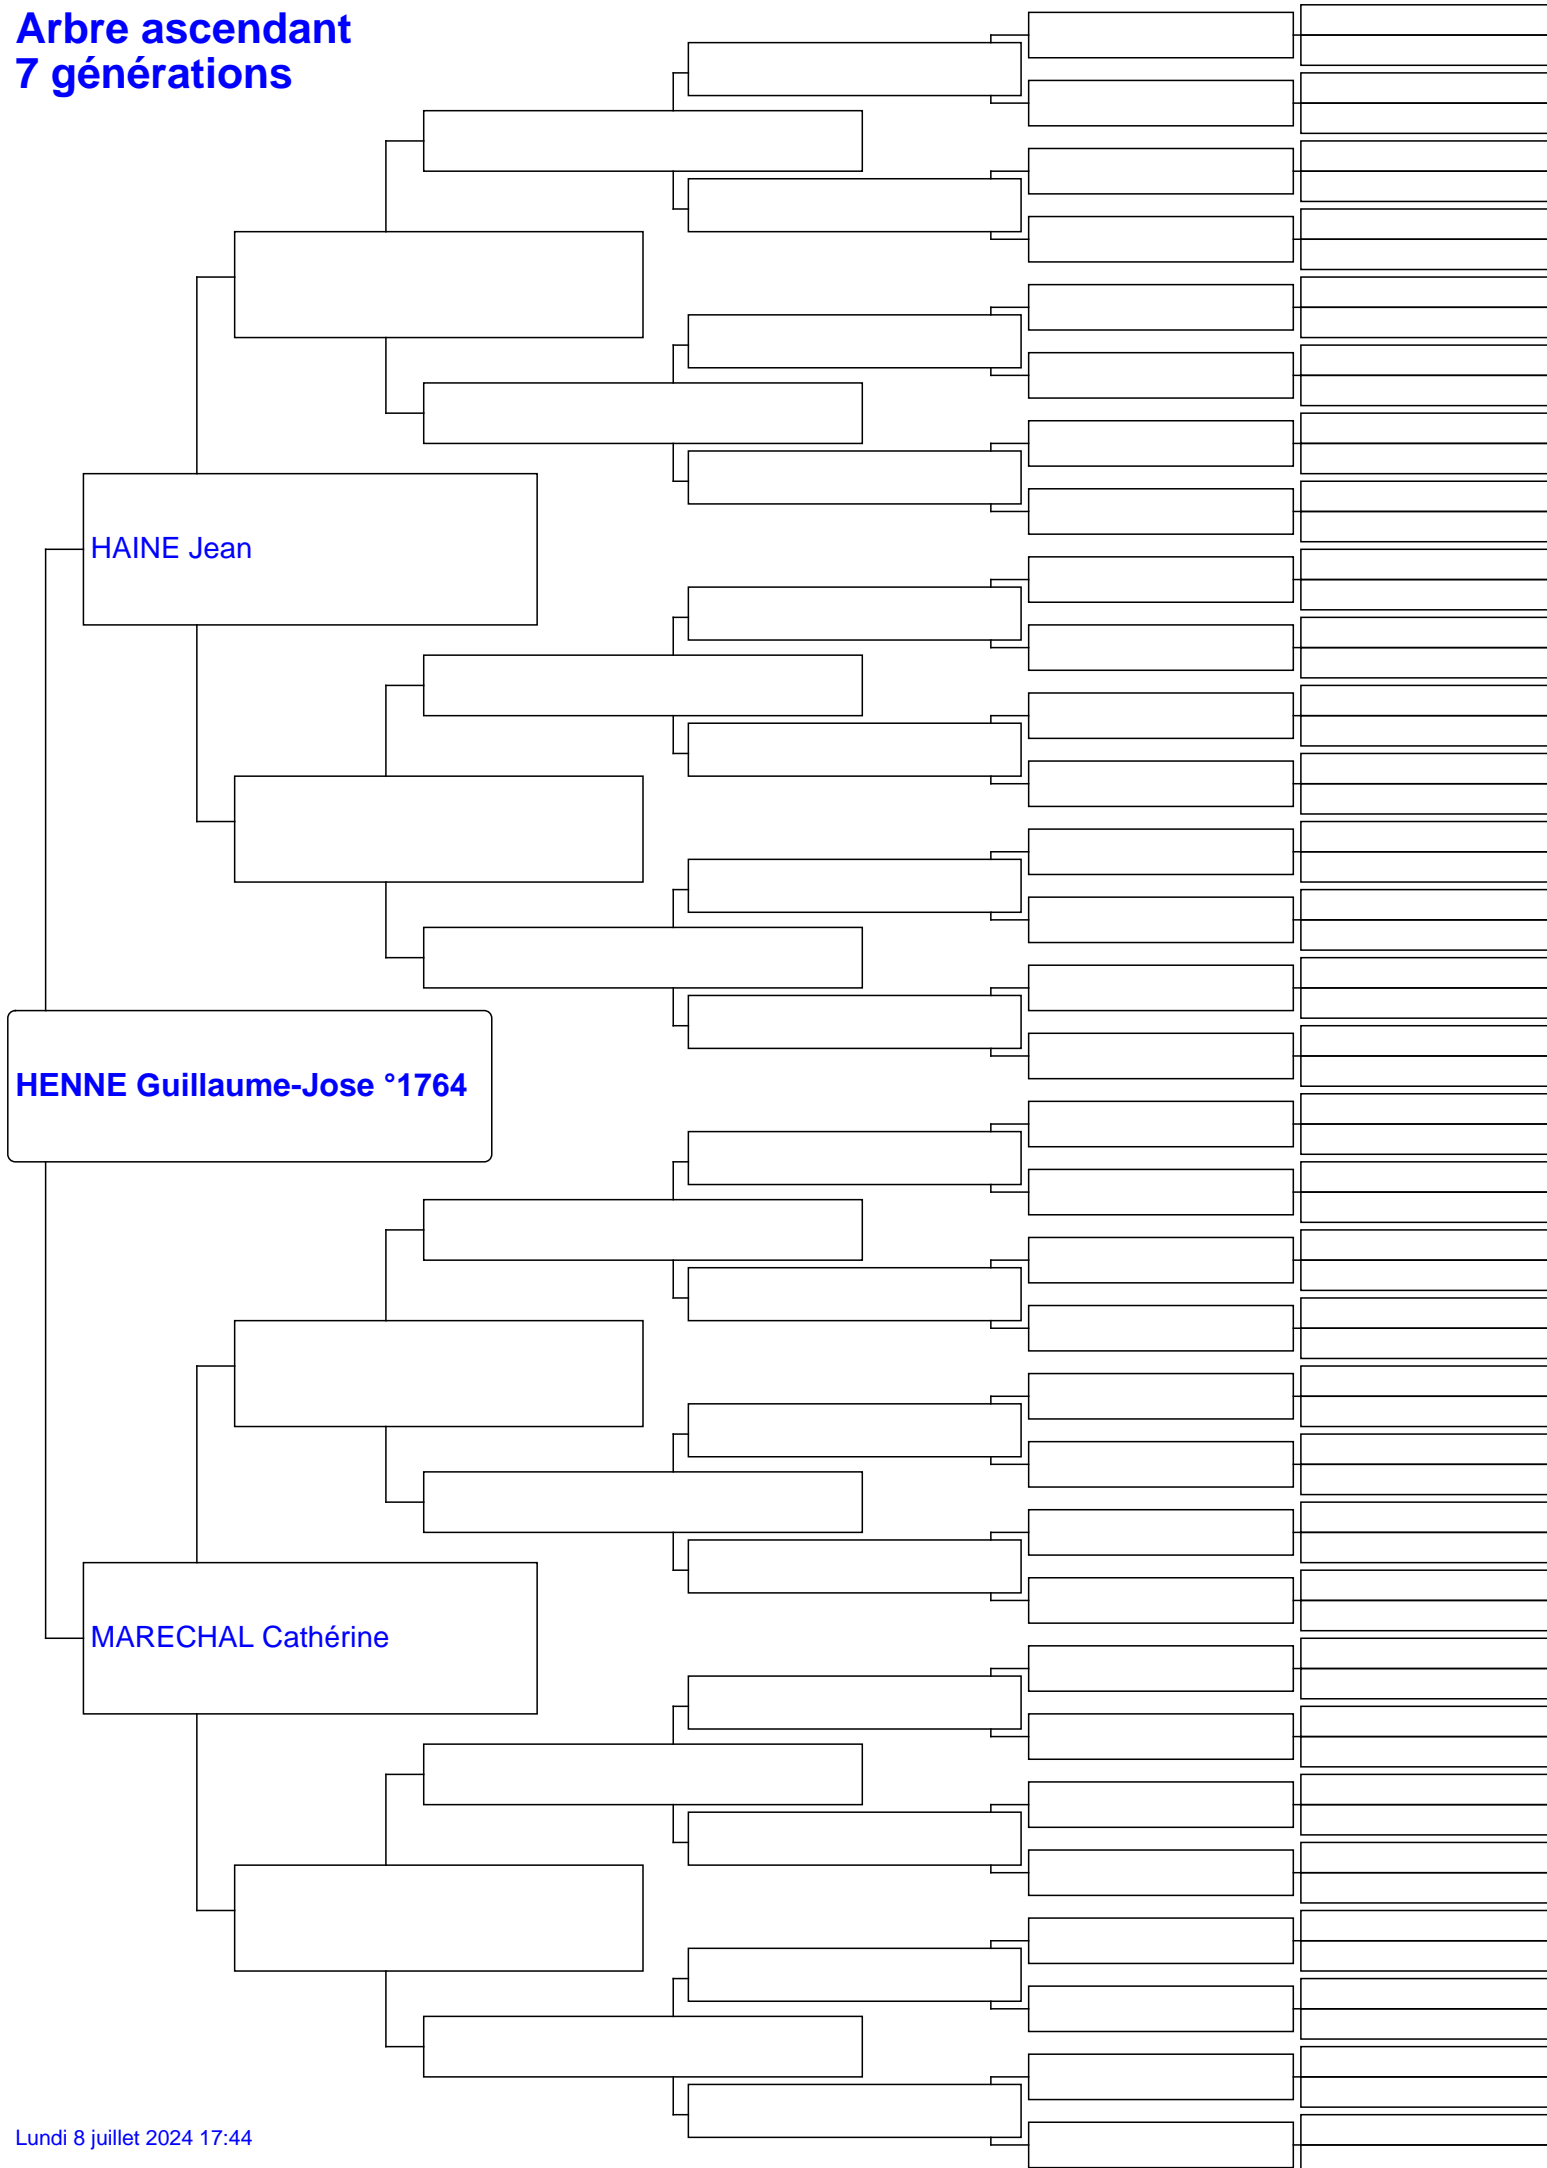 Arbre ascendant
7 générations
HAINE Jean
HENNE Guillaume-Jose °1764
MARECHAL Cathérine
Lundi 8 juillet 2024 17:44